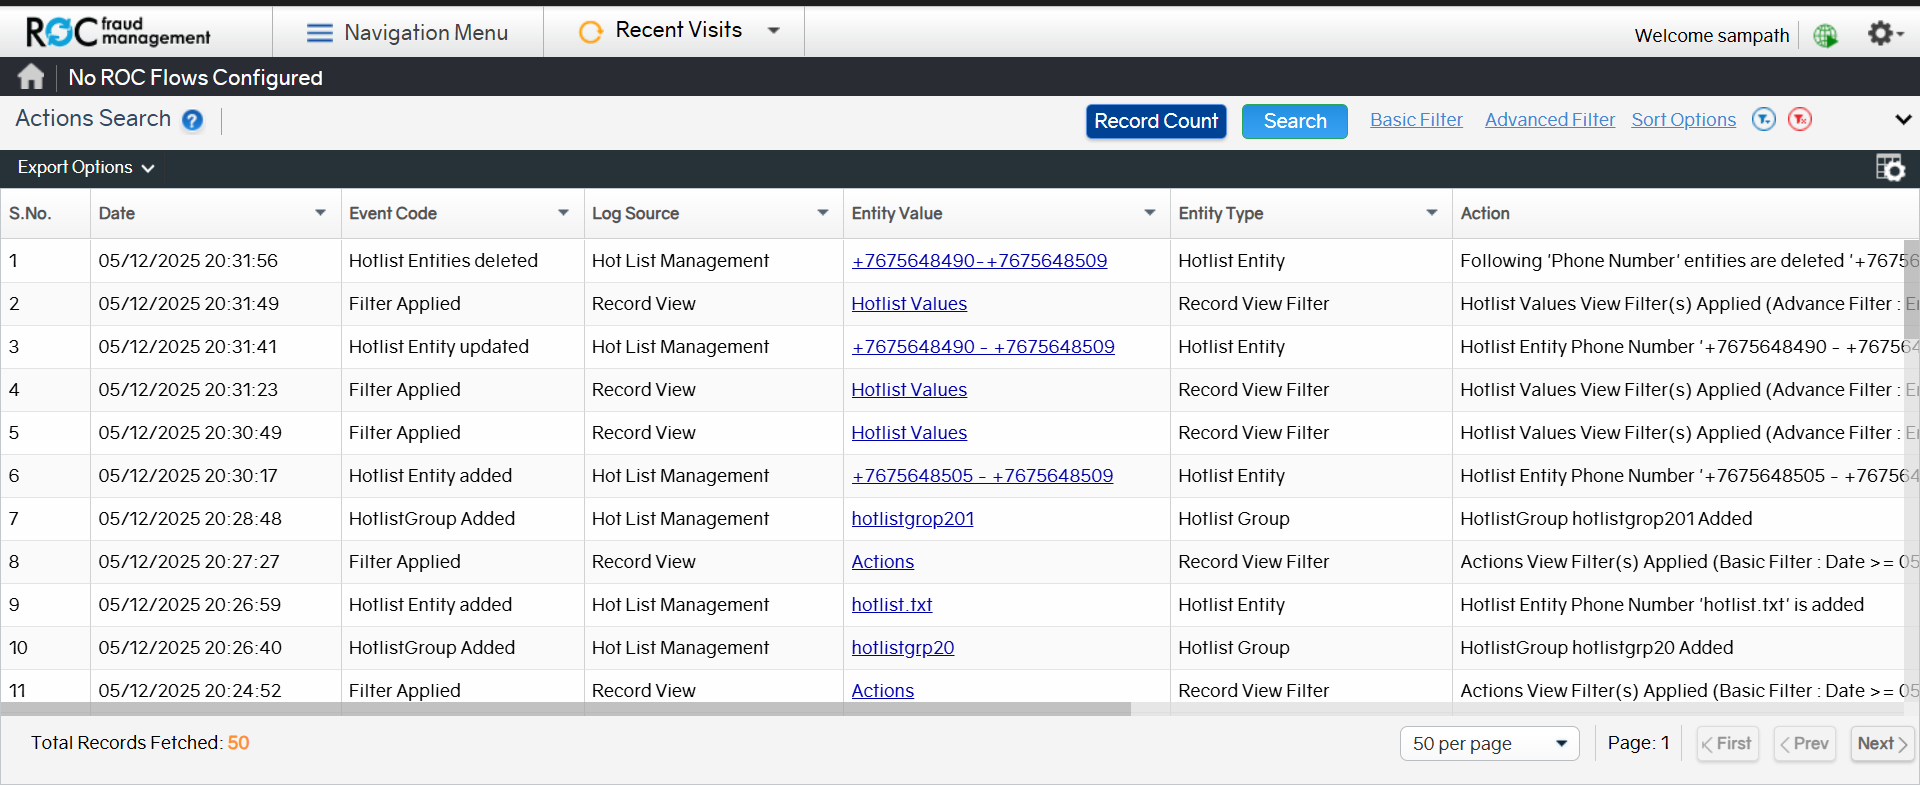 ROC fraud management
Navigation Menu
Recent Visits
Welcome sampath
No ROC Flows Configured
Actions Search ?
Record Count Search Basic Filter Advanced Filter Sort Options
Export Options
S.No. Date Event Code Log Source Entity Value Entity Type Action
1 05/12/2025 20:31:56 Hotlist Entities deleted Hot List Management +7675648490-+7675648509 Hotlist Entity Following 'Phone Number' entities are deleted '+76756
2 05/12/2025 20:31:49 Filter Applied Record View Hotlist Values Record View Filter Hotlist Values View Filter(s) Applied (Advance Filter :
3 05/12/2025 20:31:41 Hotlist Entity updated Hot List Management +7675648490 - +7675648509 Hotlist Entity Hotlist Entity Phone Number '+7675648490 - +767564
4 05/12/2025 20:31:23 Filter Applied Record View Hotlist Values Record View Filter Hotlist Values View Filter(s) Applied (Advance Filter :
5 05/12/2025 20:30:49 Filter Applied Record View Hotlist Values Record View Filter Hotlist Values View Filter(s) Applied (Advance Filter :
6 05/12/2025 20:30:17 Hotlist Entity added Hot List Management +7675648505 - +7675648509 Hotlist Entity Hotlist Entity Phone Number '+7675648505 - +767564
7 05/12/2025 20:28:48 HotlistGroup Added Hot List Management hotlistgrop201 Hotlist Group HotlistGroup hotlistgrop201 Added
8 05/12/2025 20:27:27 Filter Applied Record View Actions Record View Filter Actions View Filter(s) Applied (Basic Filter : Date >= 05
9 05/12/2025 20:26:59 Hotlist Entity added Hot List Management hotlist.txt Hotlist Entity Hotlist Entity Phone Number 'hotlist.txt' is added
10 05/12/2025 20:26:40 HotlistGroup Added Hot List Management hotlistgrp20 Hotlist Group HotlistGroup hotlistgrp20 Added
11 05/12/2025 20:24:52 Filter Applied Record View Actions Record View Filter Actions View Filter(s) Applied (Basic Filter : Date >= 05
Total Records Fetched: 50
50 per page Page: 1 First Prev Next